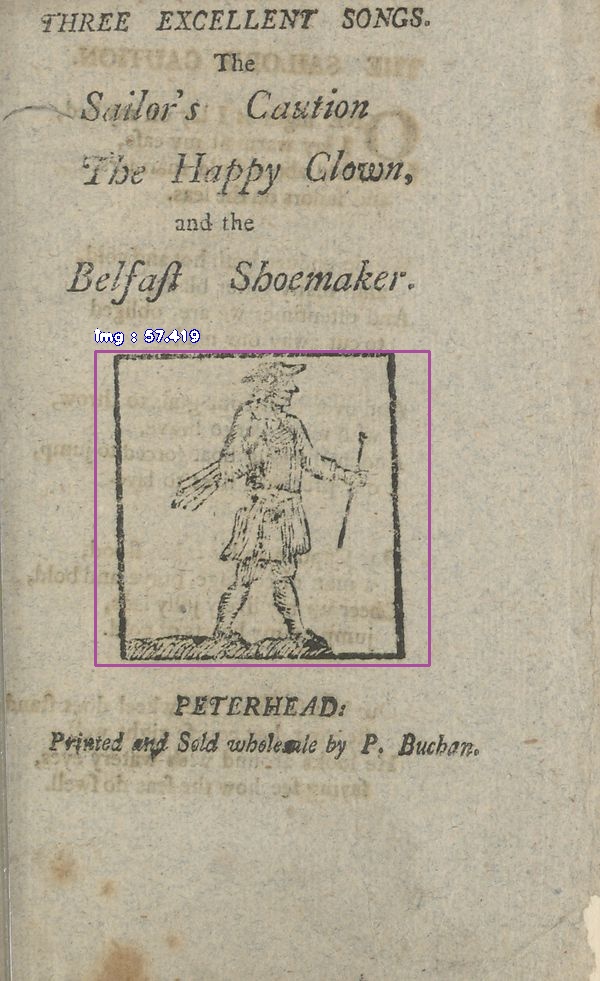 THREE EXCELLENT SONGS.
The
Sailor's Caution
The Happy Clown,
and the
Belfaſt Shoemaker.
img : 57.419
PETERHEAD:
Printed and Sold wholesale by P. Buchan.